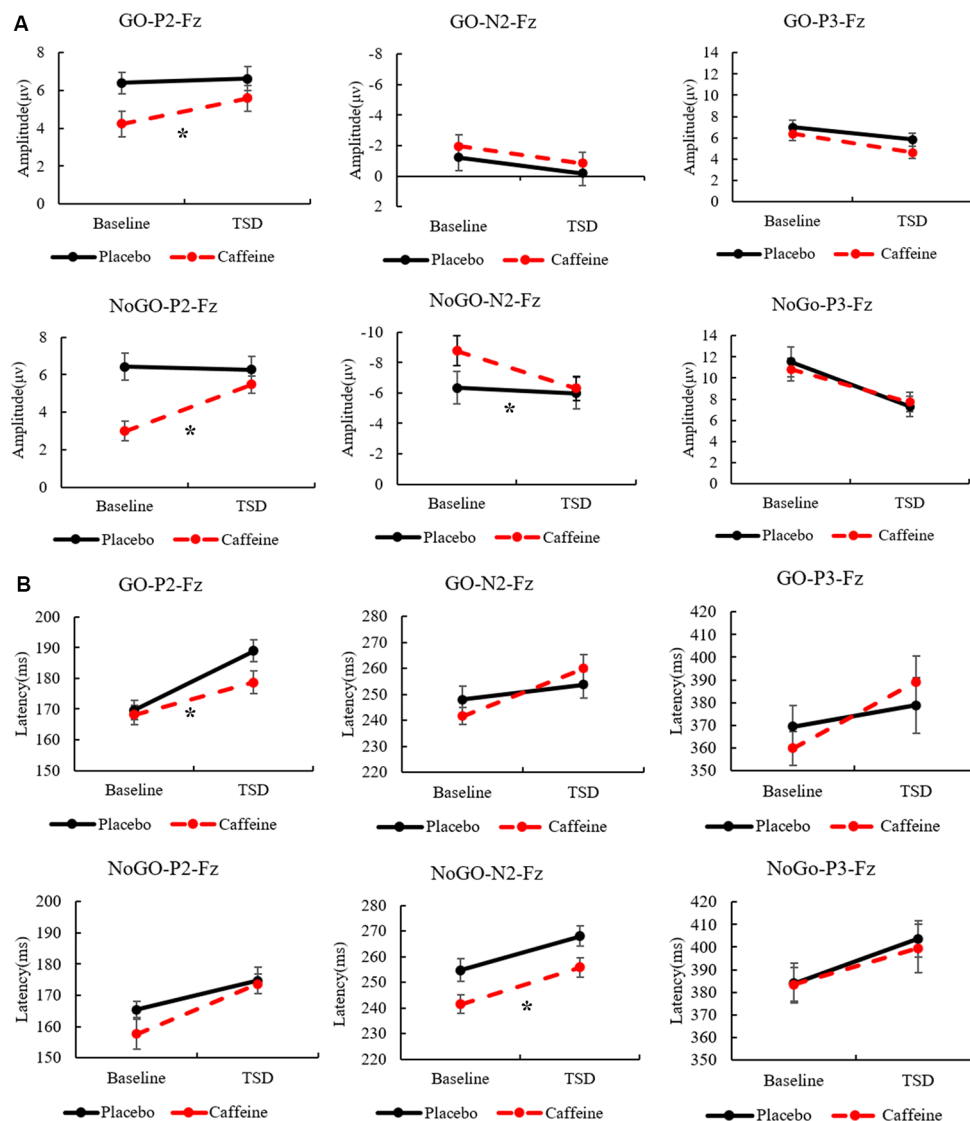 A
GO-P2-Fz
Amplitude(μv)
8
6
4
2
0
*
Baseline TSD
Placebo Caffeine
GO-N2-Fz
Amplitude(μv)
-8
-6
-4
-2
0
2
Baseline TSD
Placebo Caffeine
GO-P3-Fz
Amplitude(μv)
14
12
10
8
6
4
2
0
Baseline TSD
Placebo Caffeine
NoGO-P2-Fz
Amplitude(μv)
8
6
4
2
0
*
Baseline TSD
Placebo Caffeine
NoGO-N2-Fz
Amplitude(μv)
-10
-8
-6
-4
-2
0
*
Baseline TSD
Placebo Caffeine
NoGo-P3-Fz
Amplitude(μv)
14
12
10
8
6
4
2
0
Baseline TSD
Placebo Caffeine
B
GO-P2-Fz
Latency(ms)
200
190
180
170
160
150
*
Baseline TSD
Placebo Caffeine
GO-N2-Fz
Latency(ms)
280
270
260
250
240
230
220
Baseline TSD
Placebo Caffeine
GO-P3-Fz
Latency(ms)
420
410
400
390
380
370
360
350
Baseline TSD
Placebo Caffeine
NoGO-P2-Fz
Latency(ms)
200
190
180
170
160
150
Baseline TSD
Placebo Caffeine
NoGO-N2-Fz
Latency(ms)
280
270
260
250
240
230
220
*
Baseline TSD
Placebo Caffeine
NoGo-P3-Fz
Latency(ms)
420
410
400
390
380
370
360
350
Baseline TSD
Placebo Caffeine